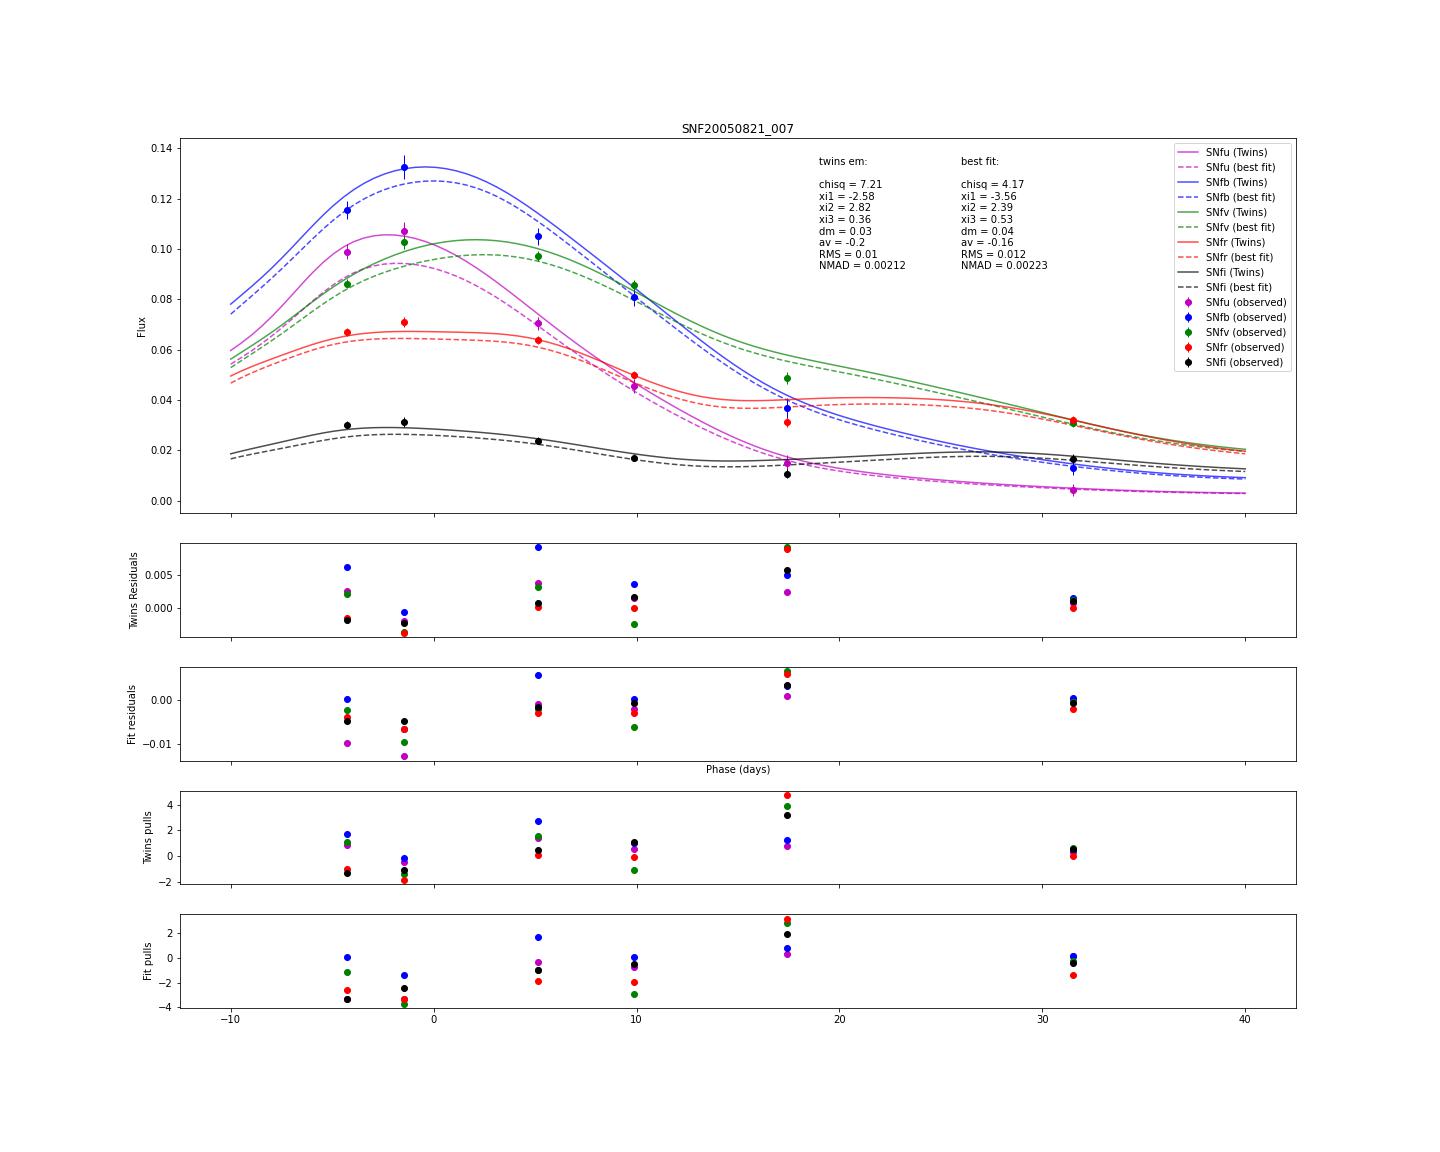 SNF20050821_007
0.14
0.12
0.10
0.08
0.06
0.04
0.02
0.00
Flux
twins em:
chisq = 7.21
xi1 = -2.58
xi2 = 2.82
xi3 = 0.36
dm = 0.03
av = -0.2
RMS = 0.01
NMAD = 0.00212
best fit:
chisq = 4.17
xi1 = -3.56
xi2 = 2.39
xi3 = 0.53
dm = 0.04
av = -0.16
RMS = 0.012
NMAD = 0.00223
SNfu (Twins)
SNfu (best fit)
SNfb (Twins)
SNfb (best fit)
SNfv (Twins)
SNfv (best fit)
SNfr (Twins)
SNfr (best fit)
SNfi (Twins)
SNfi (best fit)
SNfu (observed)
SNfb (observed)
SNfv (observed)
SNfr (observed)
SNfi (observed)
0.005
0.000
Twins Residuals
0.00
−0.01
Fit residuals
Phase (days)
4
2
0
−2
Twins pulls
2
0
−2
−4
Fit pulls
−10
0
10
20
30
40